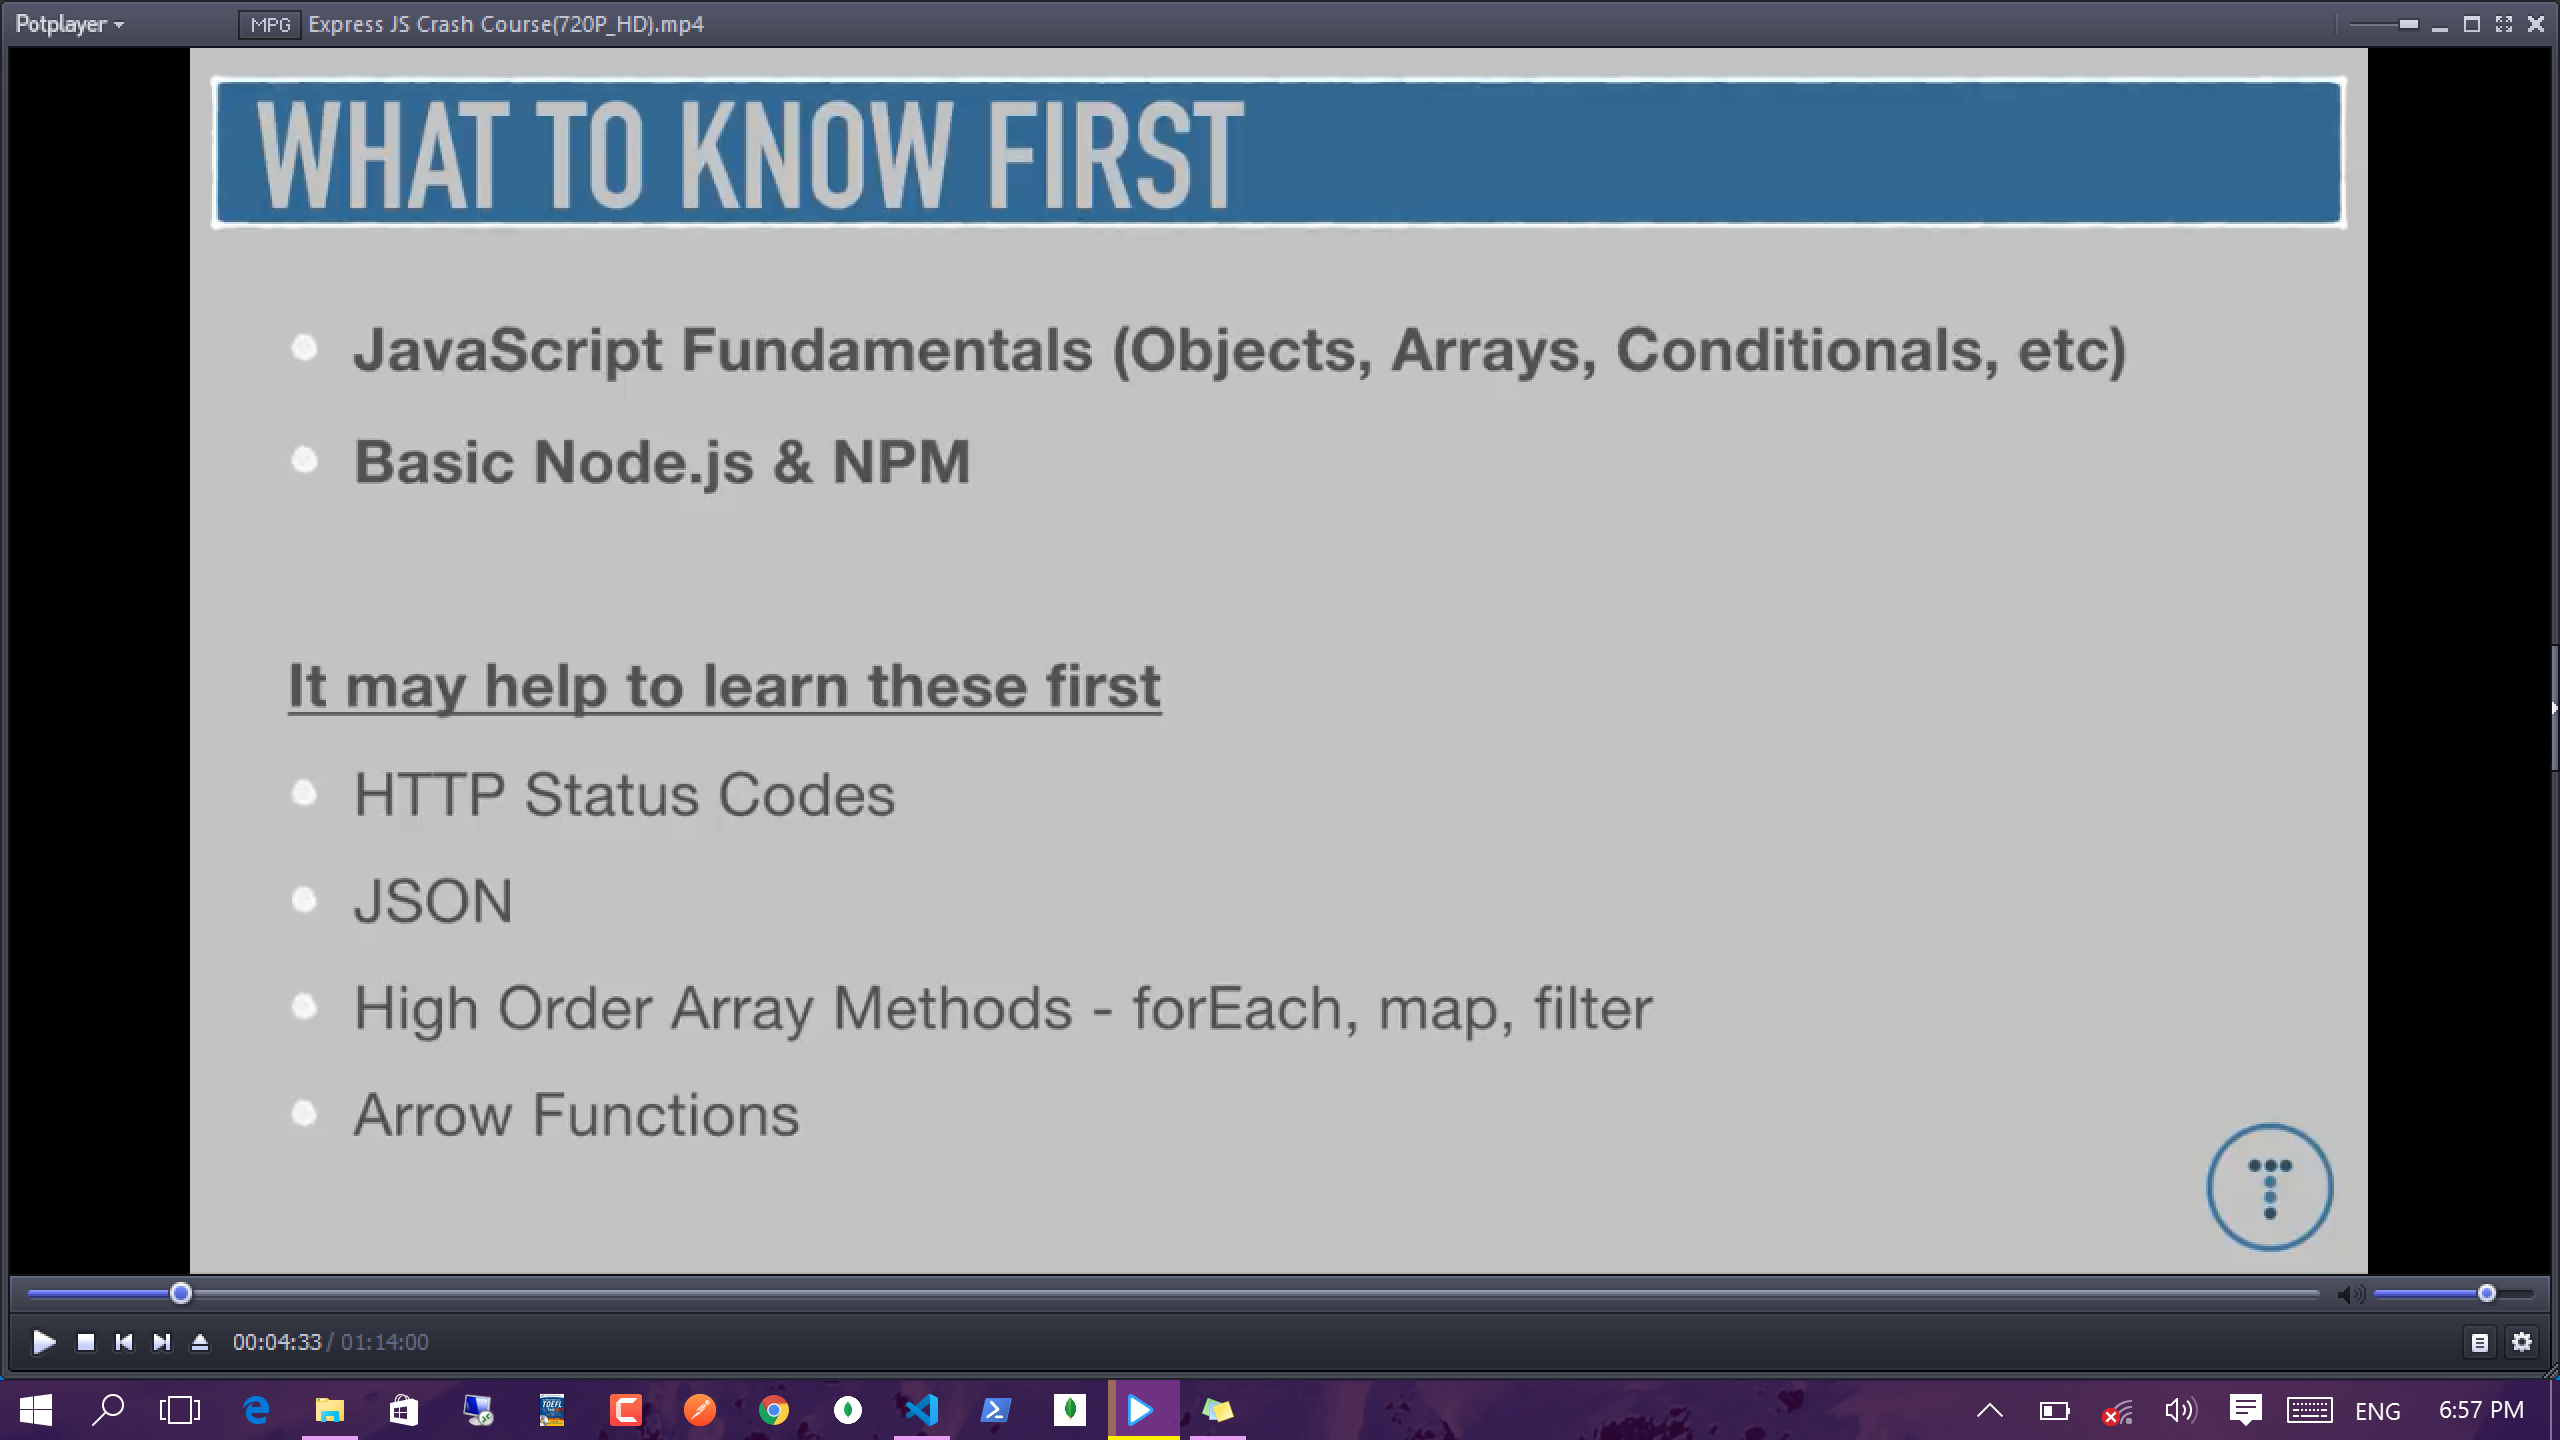 Potplayer
MPG Express JS Crash Course(720P_HD).mp4
WHAT TO KNOW FIRST
JavaScript Fundamentals (Objects, Arrays, Conditionals, etc)
Basic Node.js & NPM
It may help to learn these first
HTTP Status Codes
JSON
High Order Array Methods - forEach, map, filter
Arrow Functions
T
00:04:33 / 01:14:00
TOEFL
ENG
6:57 PM